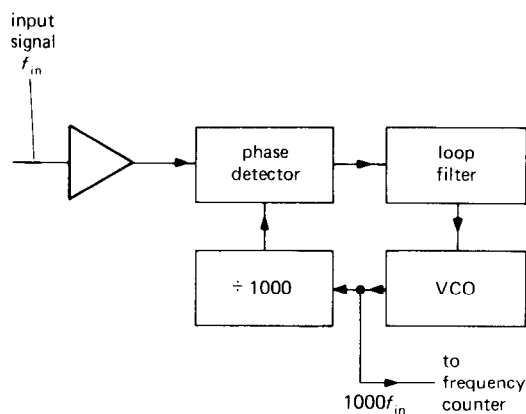 input
signal
f_in
phase
detector
loop
filter
÷ 1000
VCO
1000f_in
to
frequency
counter